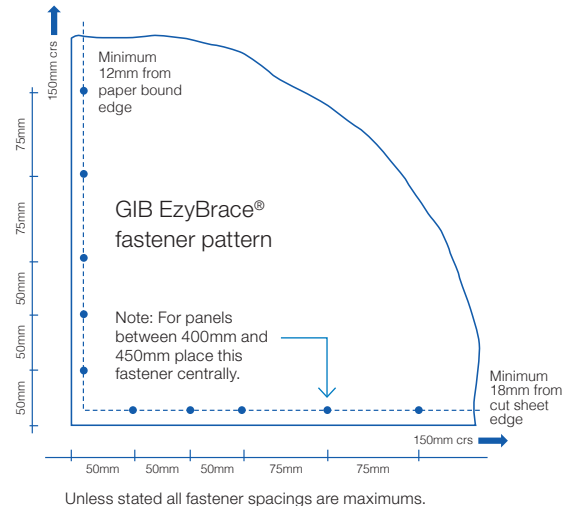 150mm crs
Minimum
12mm from
paper bound
edge
75mm
75mm
50mm
50mm
50mm
GIB EzyBrace®
fastener pattern
Note: For panels
between 400mm and
450mm place this
fastener centrally.
Minimum
18mm from
cut sheet
edge
150mm crs
50mm
50mm
50mm
75mm
75mm
Unless stated all fastener spacings are maximums.